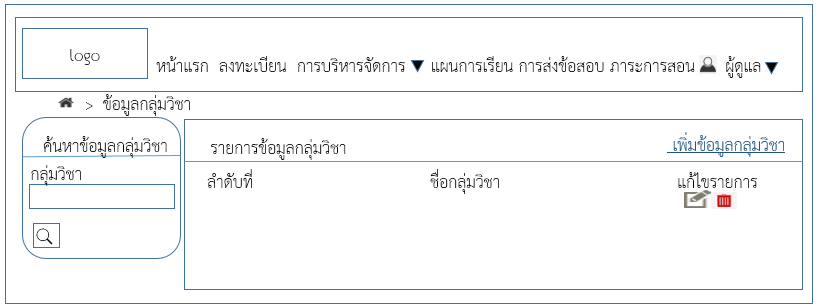 logo
หน้าแรก ลงทะเบียน การบริหารจัดการ แผนการเรียน การส่งข้อสอบ ภาระการสอน ผู้ดูแล
> ข้อมูลกลุ่มวิชา
ค้นหาข้อมูลกลุ่มวิชา
กลุ่มวิชา
รายการข้อมูลกลุ่มวิชา เพิ่มข้อมูลกลุ่มวิชา
ลำดับที่ ชื่อกลุ่มวิชา แก้ไขรายการ